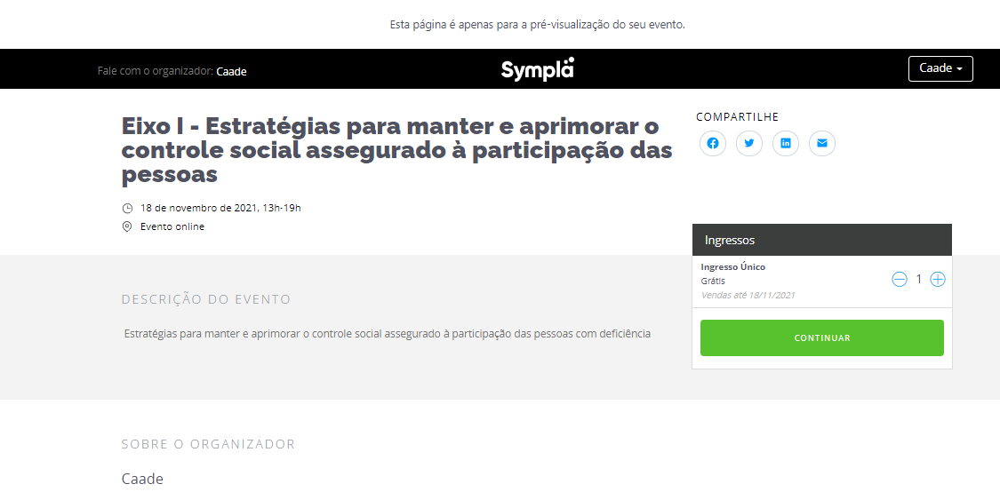 Esta página é apenas para a pré-visualização do seu evento.
Fale com o organizador: Caade
Sympla
Caade
Eixo I - Estratégias para manter e aprimorar o
controle social assegurado à participação das
pessoas
18 de novembro de 2021, 13h-19h
Evento online
COMPARTILHE
Ingressos
Ingresso Único
Grátis
Vendas até 18/11/2021
1
CONTINUAR
DESCRIÇÃO DO EVENTO
Estratégias para manter e aprimorar o controle social assegurado à participação das pessoas com deficiência
SOBRE O ORGANIZADOR
Caade